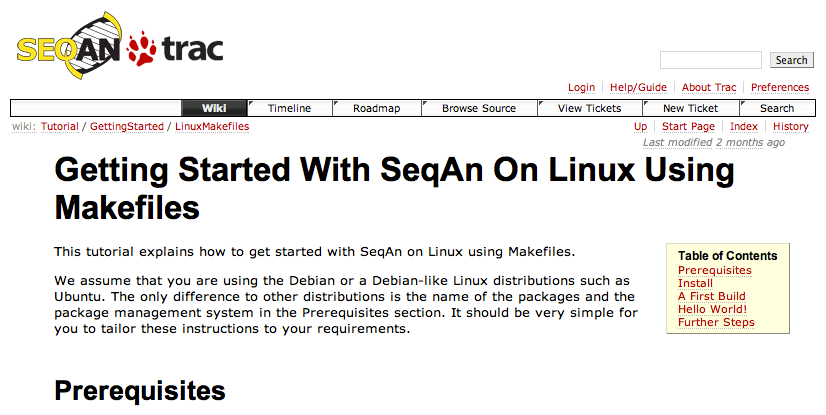 SEQAN trac
Search
Login Help/Guide About Trac Preferences
Wiki Timeline Roadmap Browse Source View Tickets New Ticket Search
wiki: Tutorial / GettingStarted / LinuxMakefiles Up Start Page Index History
Last modified 2 months ago
Getting Started With SeqAn On Linux Using
Makefiles
This tutorial explains how to get started with SeqAn on Linux using Makefiles.
We assume that you are using the Debian or a Debian-like Linux distributions such as
Ubuntu. The only difference to other distributions is the name of the packages and the
package management system in the Prerequisites section. It should be very simple for
you to tailor these instructions to your requirements.
Table of Contents
Prerequisites
Install
A First Build
Hello World!
Further Steps
Prerequisites